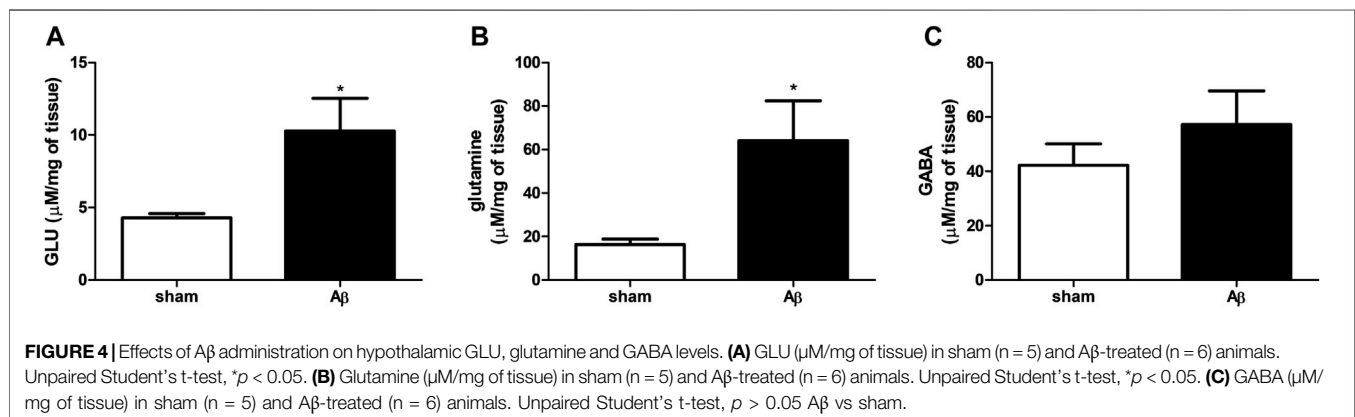 A
GLU (µM/mg of tissue)
15
10
5
0
*
sham
Aβ
B
glutamine
(µM/mg of tissue)
100
80
60
40
20
0
*
sham
Aβ
C
GABA
(µM/mg of tissue)
80
60
40
20
0
sham
Aβ
FIGURE 4 | Effects of Aβ administration on hypothalamic GLU, glutamine and GABA levels. (A) GLU (µM/mg of tissue) in sham (n = 5) and Aβ-treated (n = 6) animals.
Unpaired Student's t-test, *p < 0.05. (B) Glutamine (µM/mg of tissue) in sham (n = 5) and Aβ-treated (n = 6) animals. Unpaired Student's t-test, *p < 0.05. (C) GABA (µM/
mg of tissue) in sham (n = 5) and Aβ-treated (n = 6) animals. Unpaired Student's t-test, p > 0.05 Aβ vs sham.